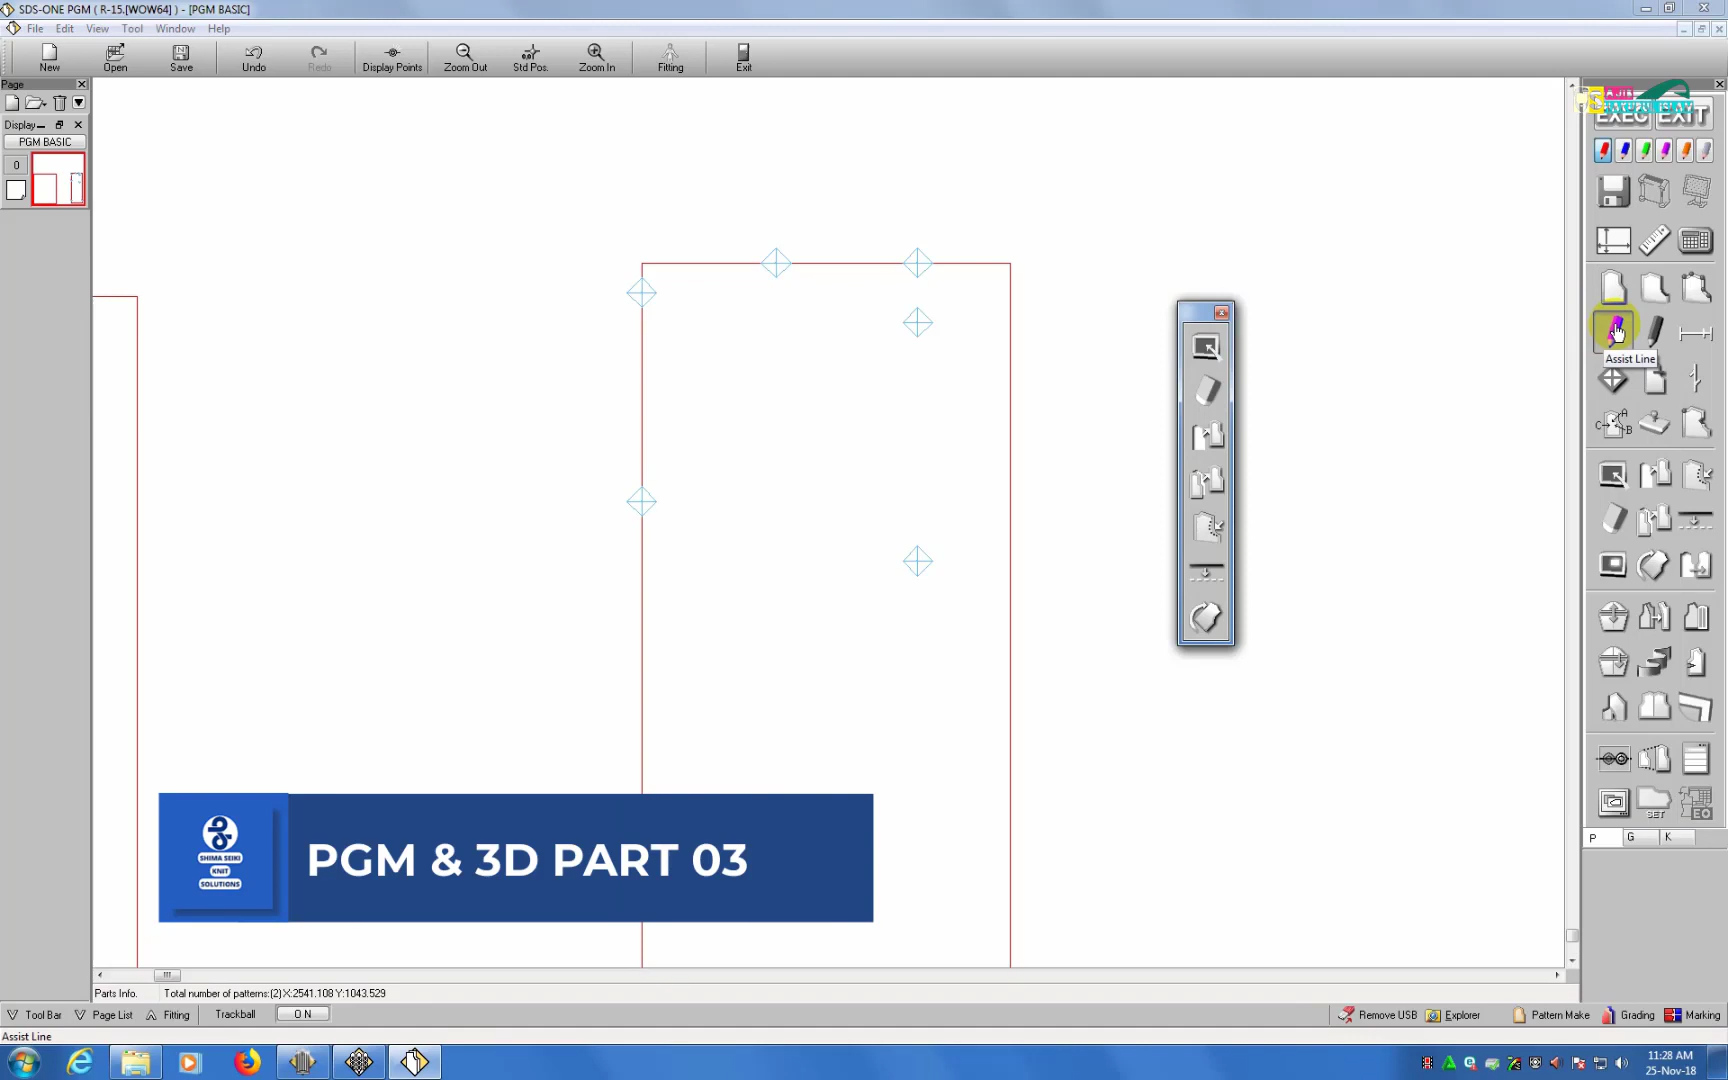 SDS-ONE PGM ( R-15.[WOW64] ) - [PGM BASIC]
File Edit View Tool Window Help
New Open Save Undo Redo Display Points Zoom Out Std Pos. Zoom In Fitting Exit
Page
Display
PGM BASIC
0
EXEC EXIT
Assist Line
C A B
SET EQ
P G K
SHIMA SEIKI
KNIT
SOLUTIONS
PGM & 3D PART 03
Parts Info. Total number of patterns:(2)X:2541.108 Y:1043.529
Tool Bar Page List Fitting Trackball ON Remove USB Explorer Pattern Make Grading Marking
Assist Line
11:28 AM
25-Nov-18